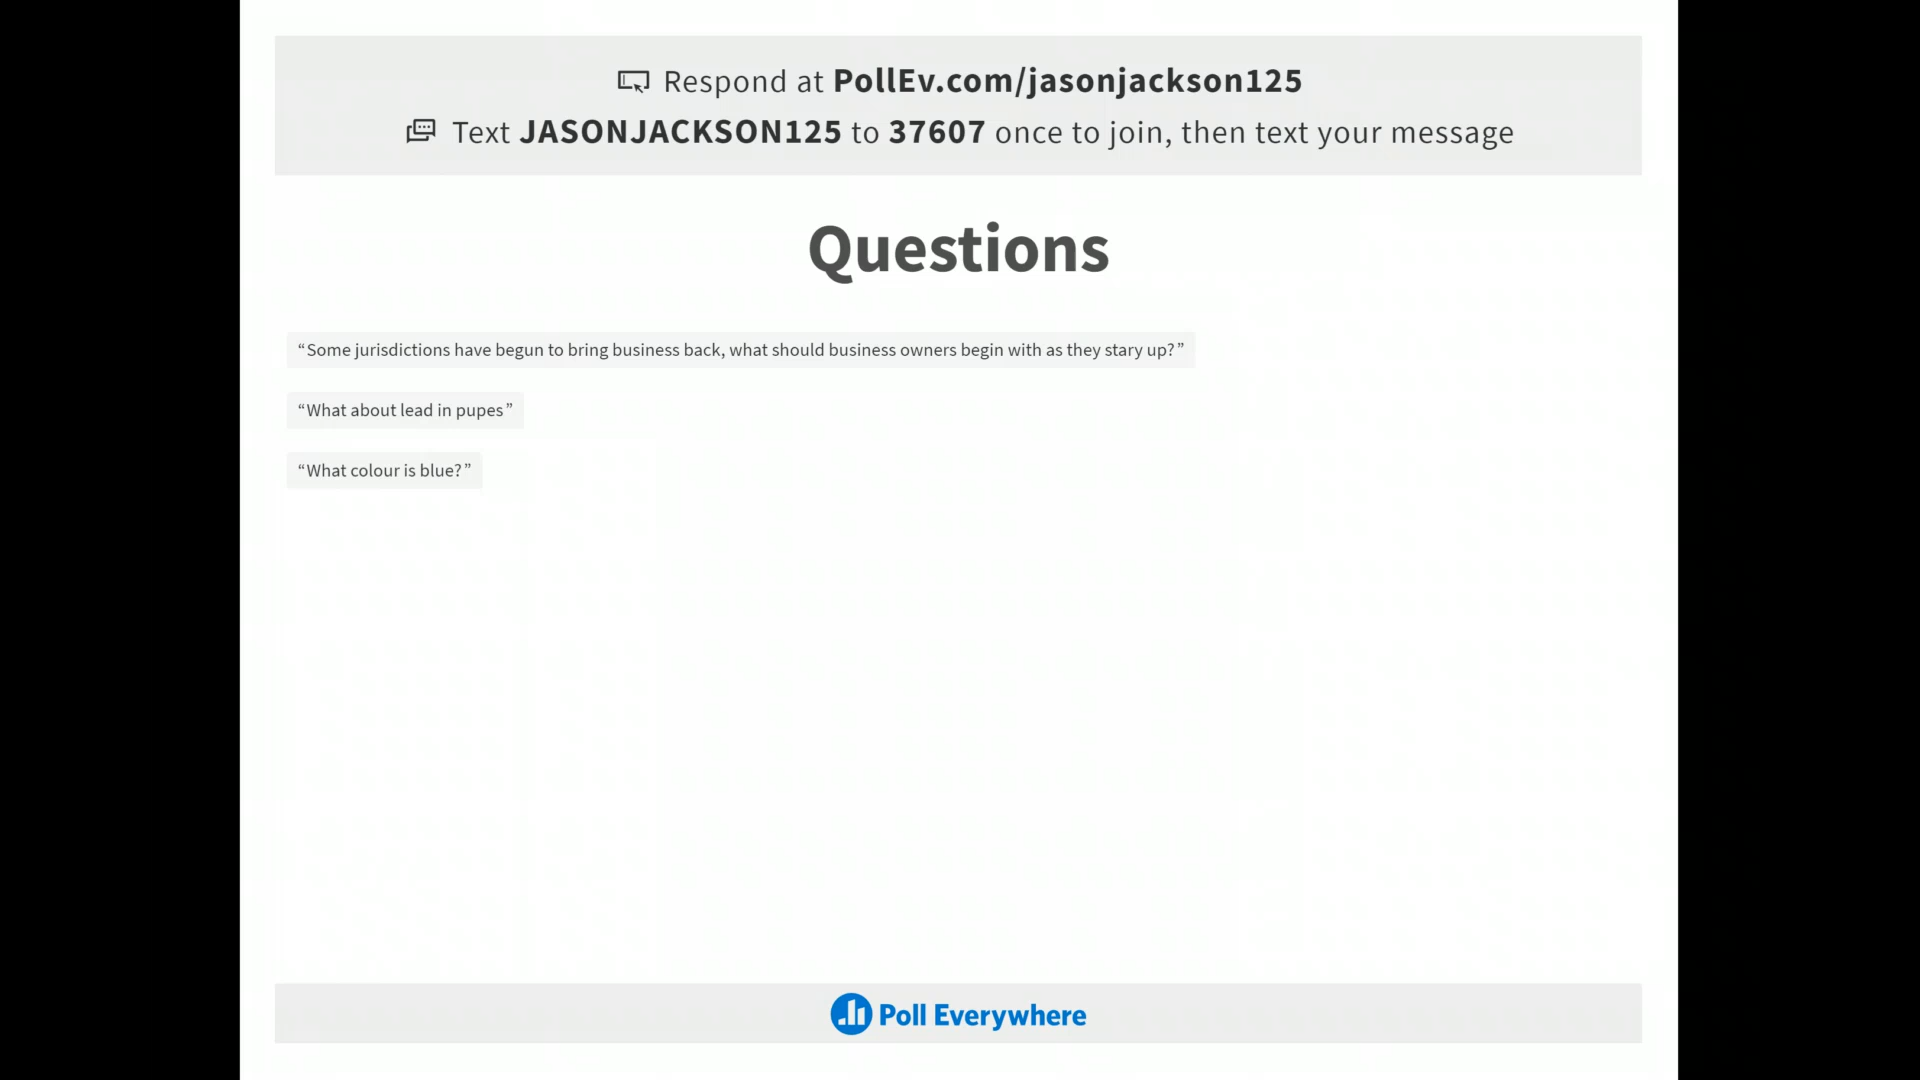 Respond at PollEv.com/jasonjackson125
Text JASONJACKSON125 to 37607 once to join, then text your message
Questions
“Some jurisdictions have begun to bring business back, what should business owners begin with as they stary up?”
“What about lead in pupes”
“What colour is blue?”
Poll Everywhere